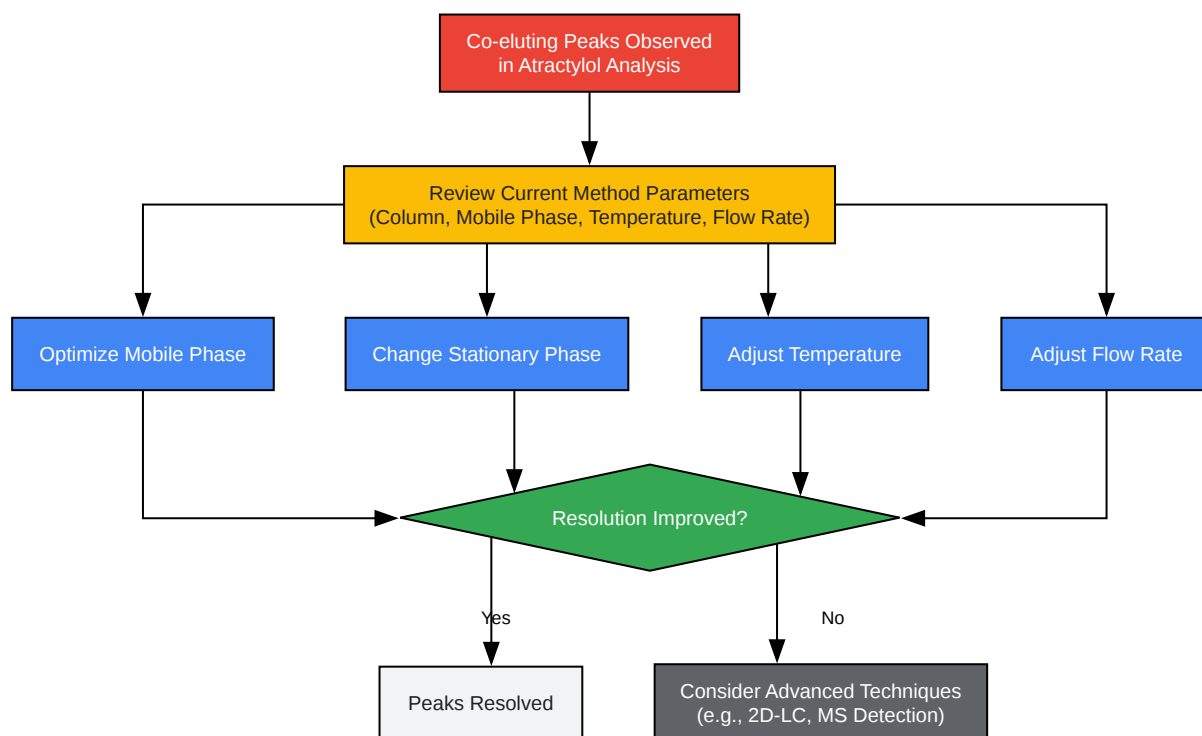 Co-eluting Peaks Observed
in Atractylol Analysis
Review Current Method Parameters
(Column, Mobile Phase, Temperature, Flow Rate)
Optimize Mobile Phase
Change Stationary Phase
Adjust Temperature
Adjust Flow Rate
Resolution Improved?
Yes
No
Peaks Resolved
Consider Advanced Techniques
(e.g., 2D-LC, MS Detection)